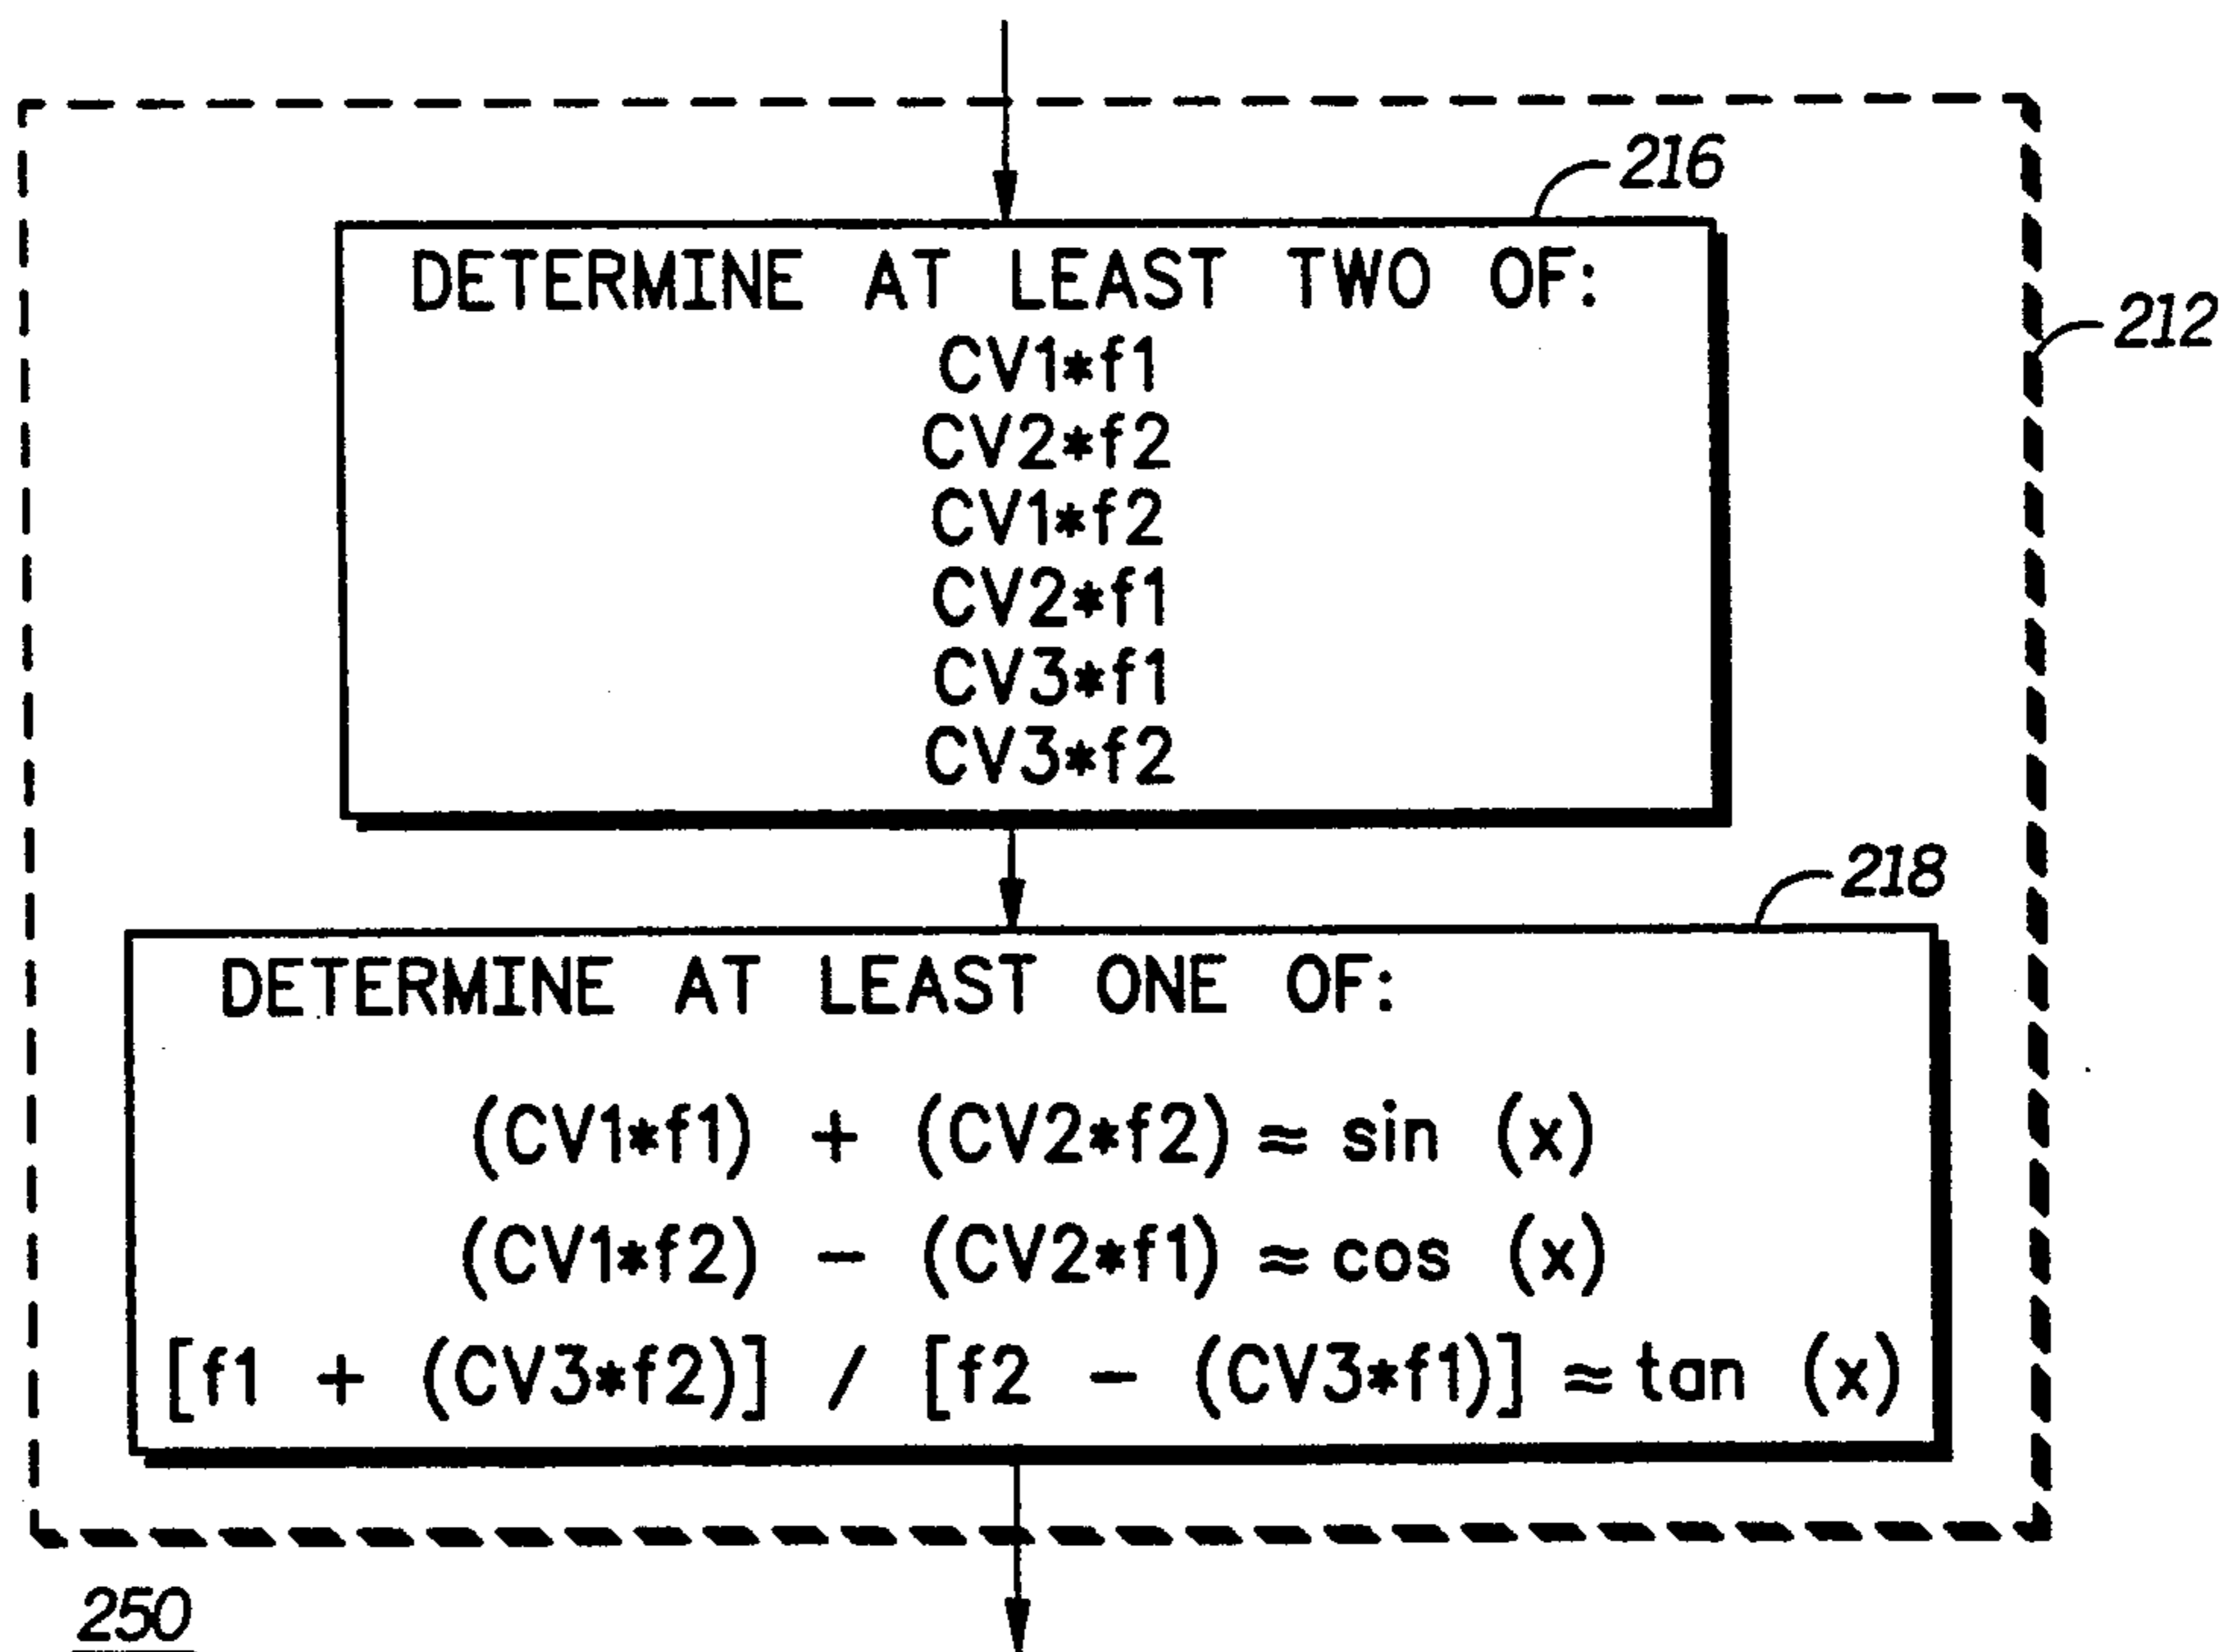 216
DETERMINE AT LEAST TWO OF:
212
CV1*f1
CV2*f2
CV1*f2
CV2*f1
CV3*f1
CV3*f2
218
DETERMINE AT LEAST ONE OF:
(CV1*f1) + (CV2*f2) ≈ sin (x)
(CV1*f2) - (CV2*f1) ≈ cos (x)
[f1 + (CV3*f2)] / [f2 - (CV3*f1)] ≈ tan (x)
250